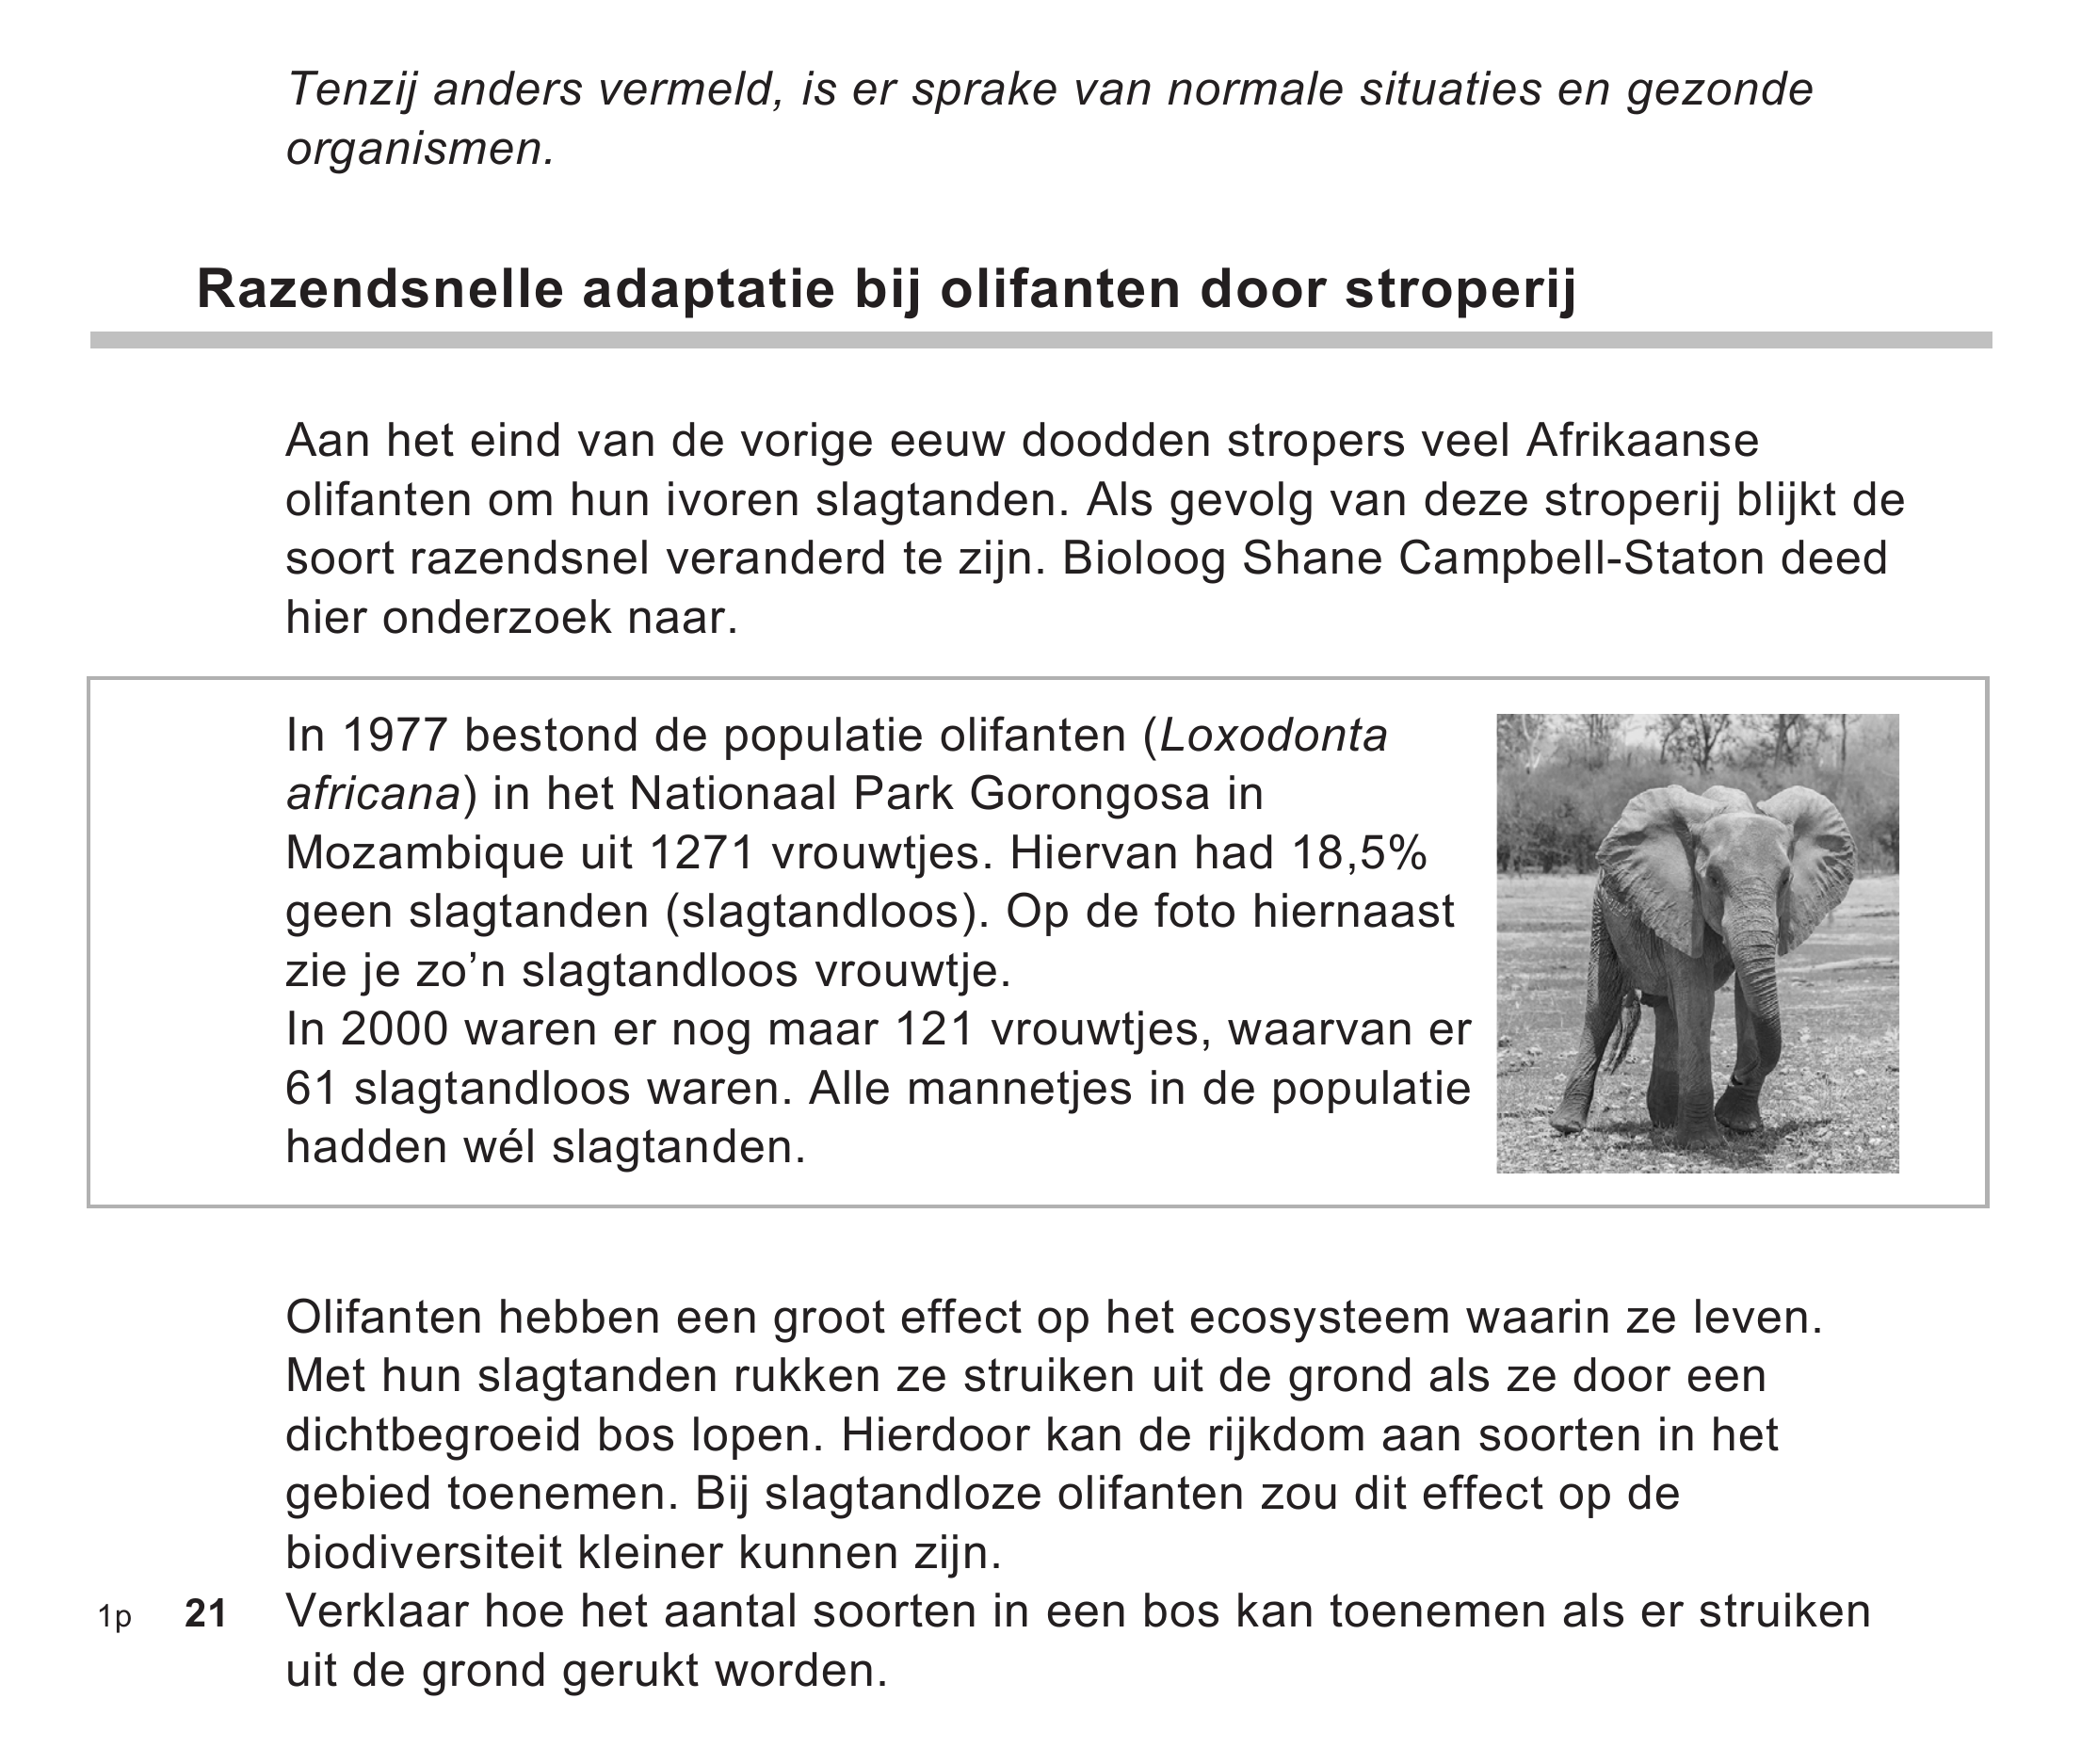 Tenzij anders vermeld, is er sprake van normale situaties en gezonde
organismen.
Razendsnelle adaptatie bij olifanten door stroperij
Aan het eind van de vorige eeuw doodden stropers veel Afrikaanse
olifanten om hun ivoren slagtanden. Als gevolg van deze stroperij blijkt de
soort razendsnel veranderd te zijn. Bioloog Shane Campbell-Staton deed
hier onderzoek naar.
In 1977 bestond de populatie olifanten (Loxodonta
africana) in het Nationaal Park Gorongosa in
Mozambique uit 1271 vrouwtjes. Hiervan had 18,5%
geen slagtanden (slagtandloos). Op de foto hiernaast
zie je zo’n slagtandloos vrouwtje.
In 2000 waren er nog maar 121 vrouwtjes, waarvan er
61 slagtandloos waren. Alle mannetjes in de populatie
hadden wél slagtanden.
Olifanten hebben een groot effect op het ecosysteem waarin ze leven.
Met hun slagtanden rukken ze struiken uit de grond als ze door een
dichtbegroeid bos lopen. Hierdoor kan de rijkdom aan soorten in het
gebied toenemen. Bij slagtandloze olifanten zou dit effect op de
biodiversiteit kleiner kunnen zijn.
1p 21 Verklaar hoe het aantal soorten in een bos kan toenemen als er struiken
uit de grond gerukt worden.